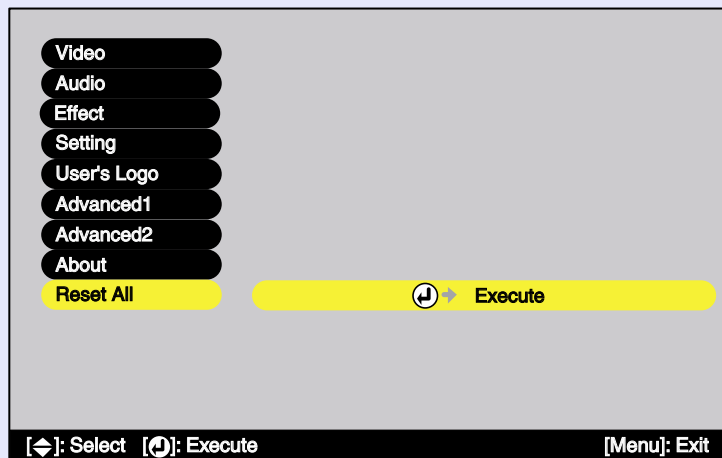 Video
Audio
Effect
Setting
User's Logo
Advanced1
Advanced2
About
Reset All Execute
[ ]: Select [ ]: Execute [Menu]: Exit